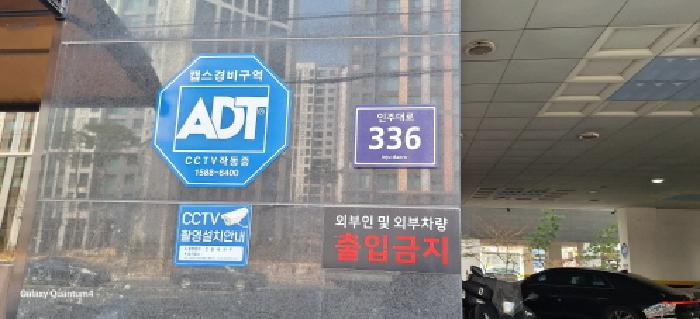 캡스경비구역
ADT
CCTV작동중
1588-6400
인주대로
336
CCTV
촬영설치안내
외부인 및 외부차량
출입금지
Galaxy Quantum4